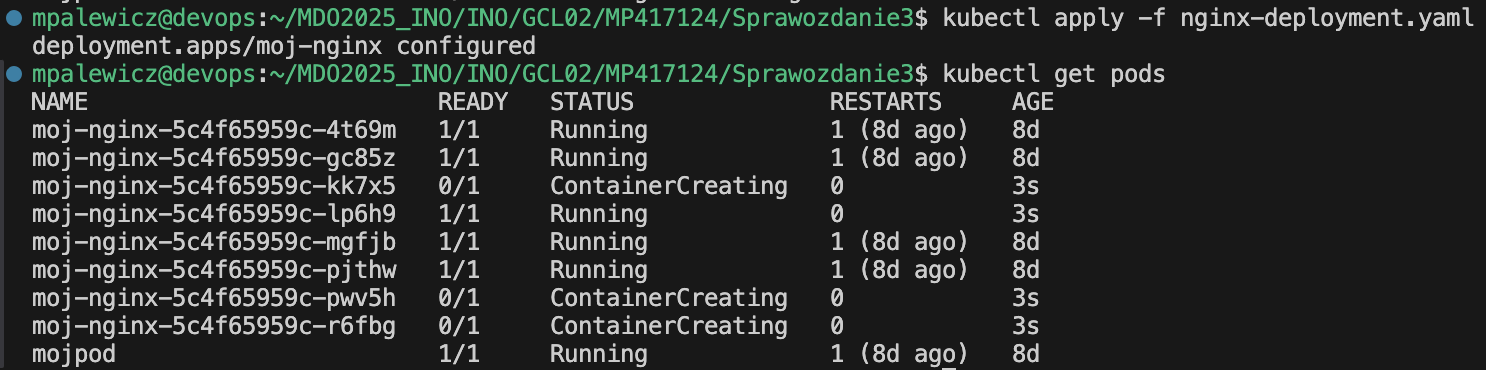 mpalewicz@devops:~/MDO2025_INO/INO/GCL02/MP417124/Sprawozdanie3$ kubectl apply -f nginx-deployment.yaml
deployment.apps/moj-nginx configured
mpalewicz@devops:~/MDO2025_INO/INO/GCL02/MP417124/Sprawozdanie3$ kubectl get pods
NAME READY STATUS RESTARTS AGE
moj-nginx-5c4f65959c-4t69m 1/1 Running 1 (8d ago) 8d
moj-nginx-5c4f65959c-gc85z 1/1 Running 1 (8d ago) 8d
moj-nginx-5c4f65959c-kk7x5 0/1 ContainerCreating 0 3s
moj-nginx-5c4f65959c-lp6h9 1/1 Running 0 3s
moj-nginx-5c4f65959c-mgfjb 1/1 Running 1 (8d ago) 8d
moj-nginx-5c4f65959c-pjthw 1/1 Running 1 (8d ago) 8d
moj-nginx-5c4f65959c-pwv5h 0/1 ContainerCreating 0 3s
moj-nginx-5c4f65959c-r6fbg 0/1 ContainerCreating 0 3s
mojpod 1/1 Running 1 (8d ago) 8d